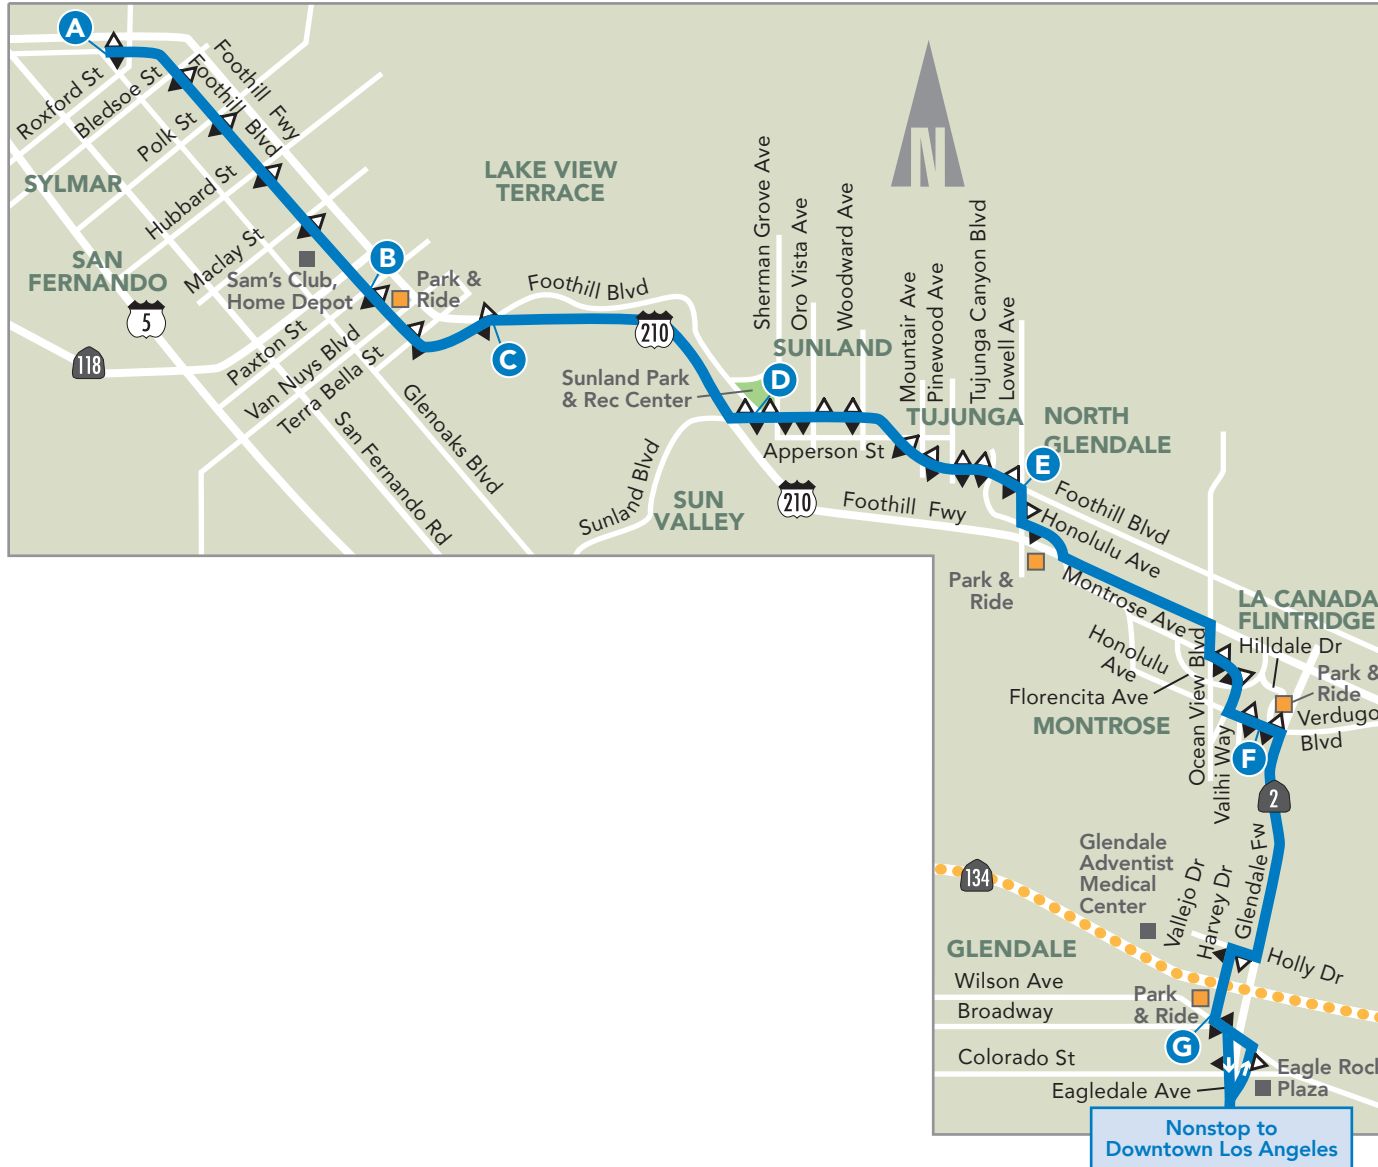 A
Roxford St
Bledsoe St
Foothill Blvd
Foothill Fwy
Polk St
SYLMAR
Hubbard St
LAKE VIEW
TERRACE
Maclay St
SAN
FERNANDO
Sam's Club,
Home Depot
B
Park &
Ride
5
118
Paxton St
Van Nuys Blvd
Terra Bella St
San Fernando Rd
Glenoaks Blvd
C
Foothill Blvd
210
N
Sherman Grove Ave
Oro Vista Ave
Woodward Ave
SUNLAND
Mountair Ave
Pinewood Ave
Tujunga Canyon Blvd
Lowell Ave
Sunland Park
& Rec Center
D
TUJUNGA
NORTH
GLENDALE
Apperson St
E
Sunland Blvd
SUN
VALLEY
210
Foothill Fwy
Foothill Blvd
Honolulu Ave
Park &
Ride
Montrose Ave
LA CANADA
FLINTRIDGE
Honolulu
Ave
Hilldale Dr
Florencita Ave
Park &
Ride
MONTROSE
Ocean View Blvd
Valihi Way
Verdugo
Blvd
F
2
Glendale
Adventist
Medical
Center
134
Vallejo Dr
Harvey Dr
Glendale Fw
GLENDALE
Holly Dr
Wilson Ave
Park
& Ride
Broadway
G
Colorado St
Eagle Roc
Plaza
Eagledale Ave
Nonstop to
Downtown Los Angeles